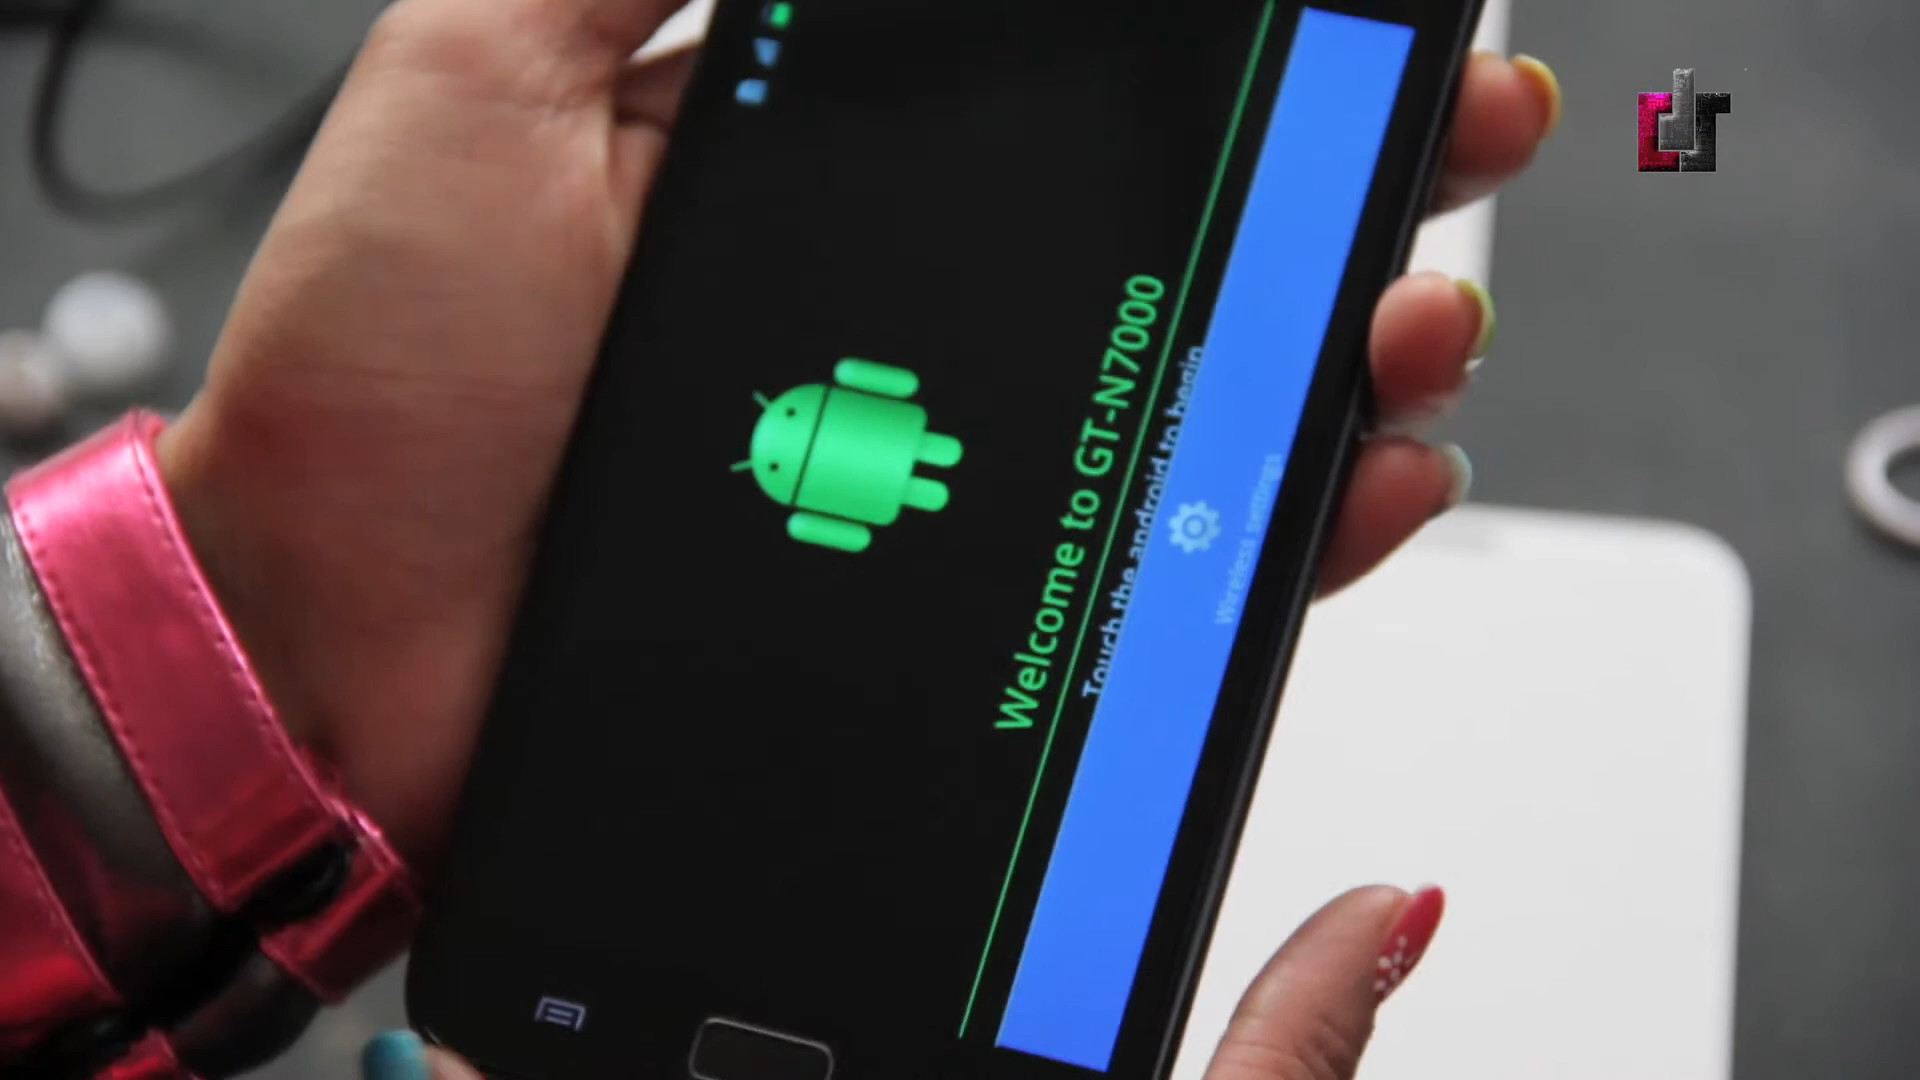 Welcome to GT-N7000
Touch the android to begin
Wireless settings